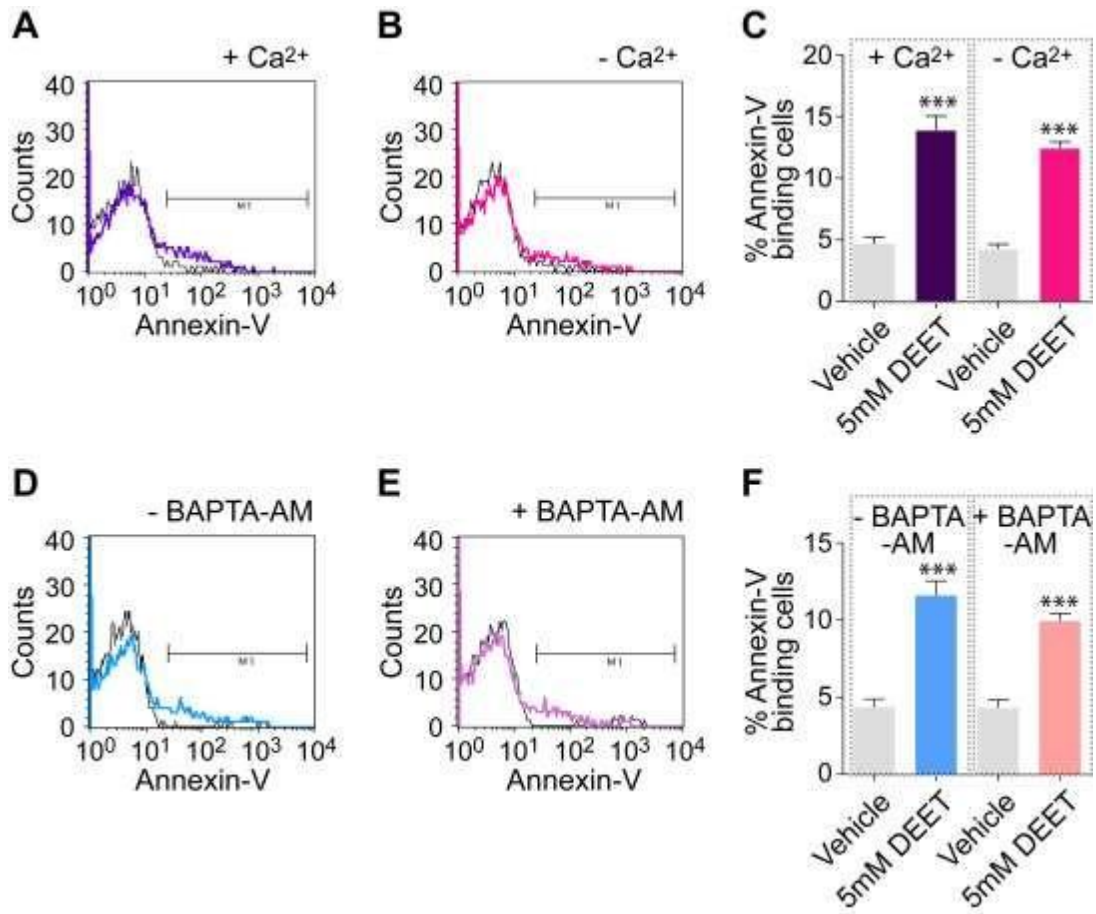 A
+ Ca²⁺
40
30
20
10
0
Counts
M1
10⁰ 10¹ 10² 10³ 10⁴
Annexin-V
B
- Ca²⁺
40
30
20
10
0
Counts
M1
10⁰ 10¹ 10² 10³ 10⁴
Annexin-V
C
% Annexin-V
binding cells
20
15
10
5
0
+ Ca²⁺ - Ca²⁺
***
***
Vehicle
5mM DEET
Vehicle
5mM DEET
D
- BAPTA-AM
40
30
20
10
0
Counts
M1
10⁰ 10¹ 10² 10³ 10⁴
Annexin-V
E
+ BAPTA-AM
40
30
20
10
0
Counts
M1
10⁰ 10¹ 10² 10³ 10⁴
Annexin-V
F
% Annexin-V
binding cells
15
10
5
0
- BAPTA + BAPTA
-AM -AM
***
***
Vehicle
5mM DEET
Vehicle
5mM DEET